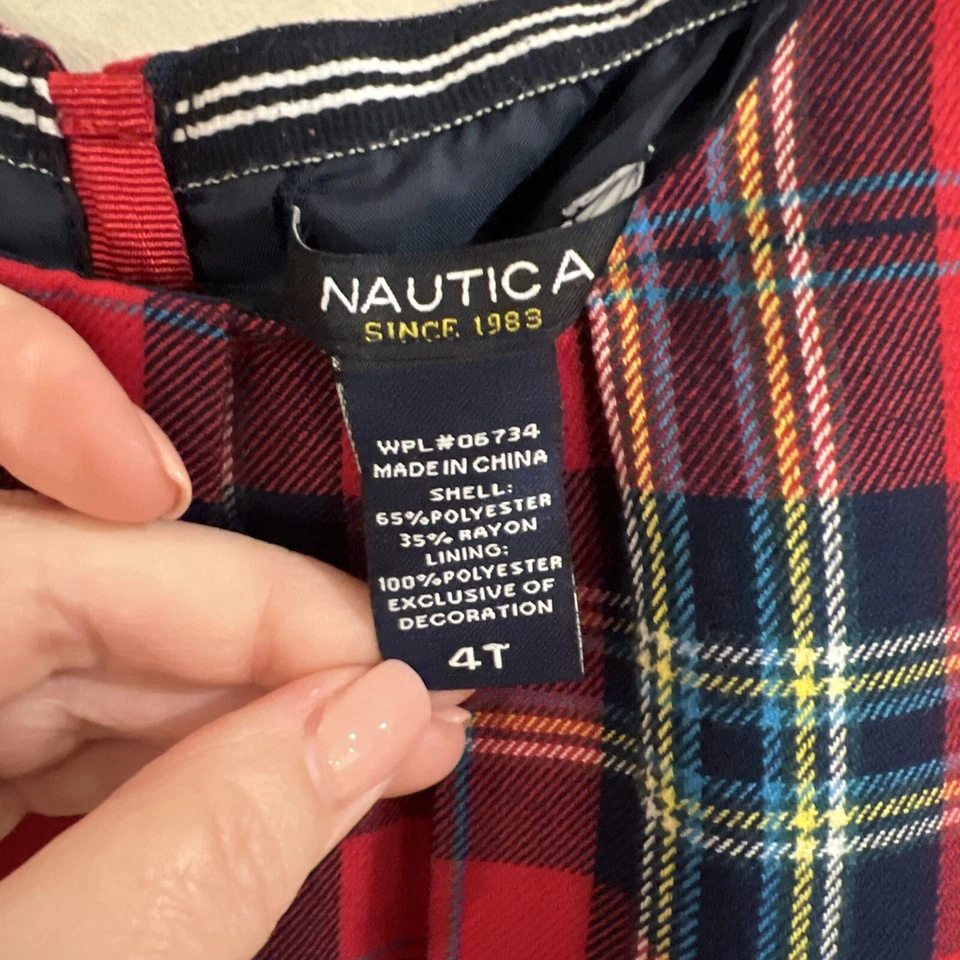 NAUTICA
SINCE 1983
WPL#06734
MADE IN CHINA
SHELL:
65%POLYESTER
35% RAYON
LINING:
100%POLYESTER
EXCLUSIVE OF
DECORATION
4T